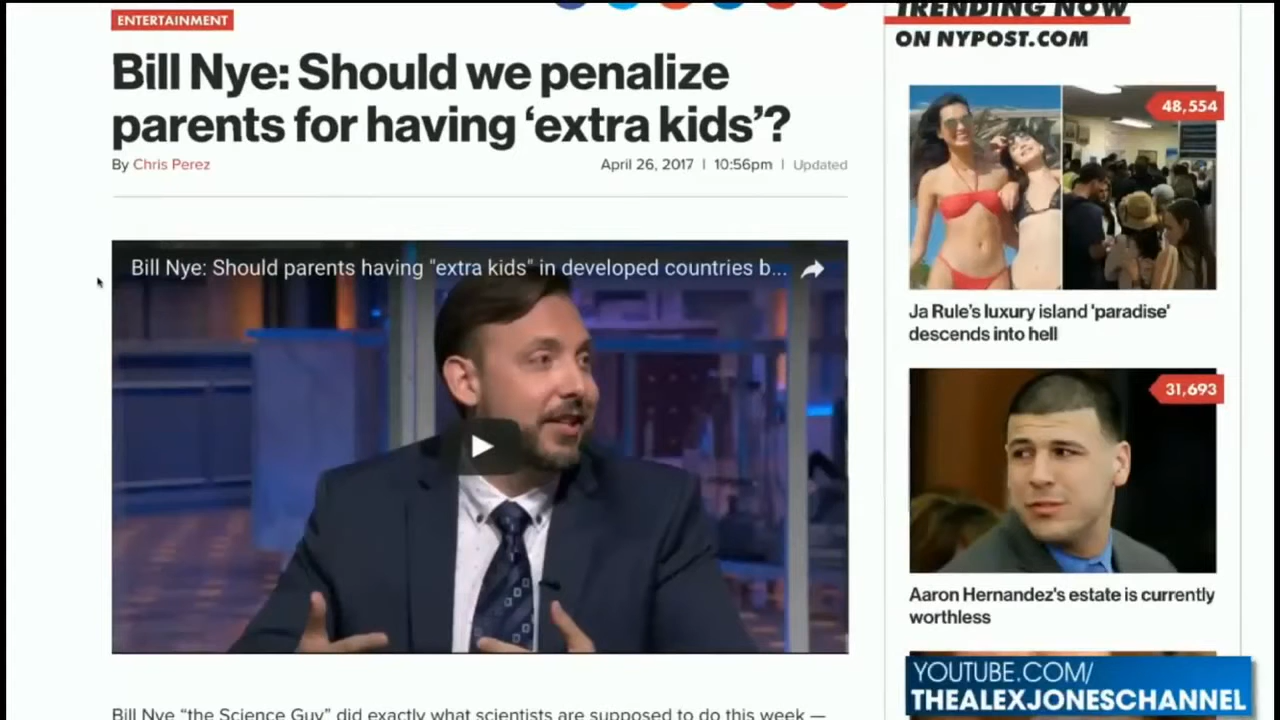 ENTERTAINMENT
Bill Nye: Should we penalize
parents for having ‘extra kids’?
By Chris Perez
April 26, 2017 | 10:56pm | Updated
Bill Nye: Should parents having "extra kids" in developed countries b...
Bill Nye “the Science Guy” did exactly what scientists are supposed to do this week —
TRENDING NOW
ON NYPOST.COM
48,554
Ja Rule's luxury island 'paradise'
descends into hell
31,693
Aaron Hernandez's estate is currently
worthless
YOUTUBE.COM/
THEALEXJONESCHANNEL